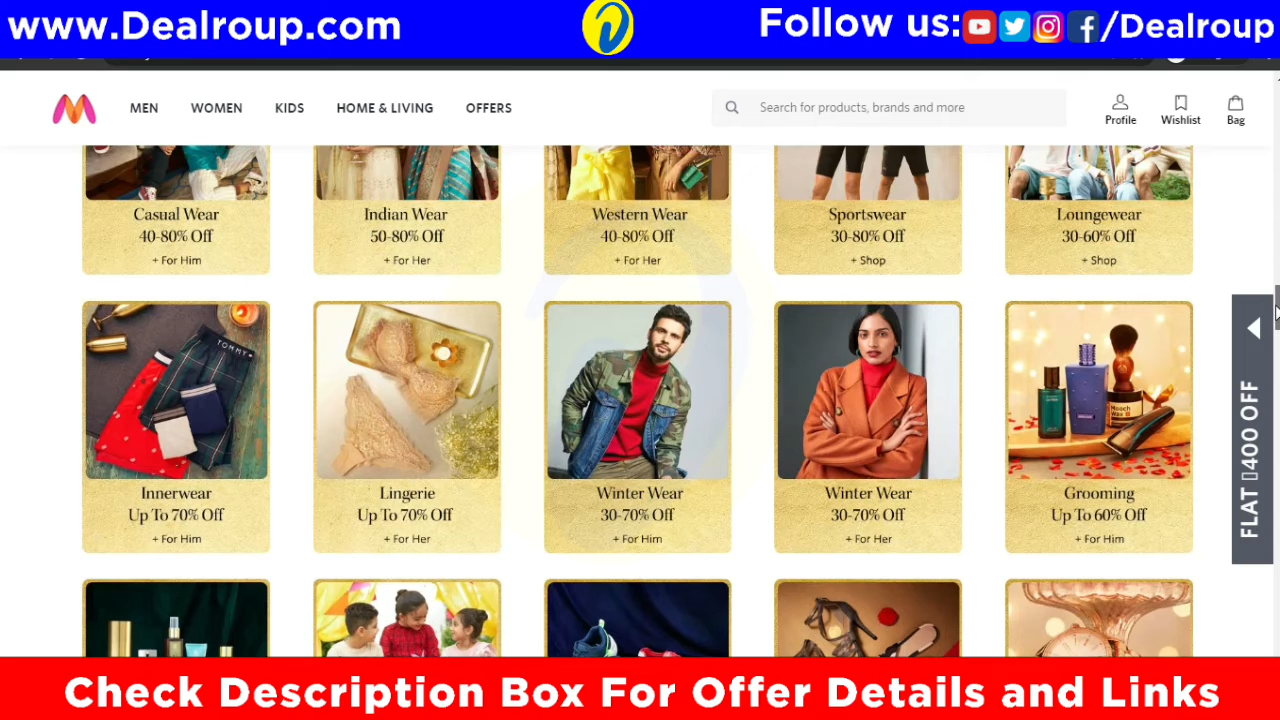 www.Dealroup.com
Follow us: /Dealroup
MEN WOMEN KIDS HOME & LIVING OFFERS
Search for products, brands and more
Profile Wishlist Bag
Casual Wear
40-80% Off
+ For Him
Indian Wear
50-80% Off
+ For Her
Western Wear
40-80% Off
+ For Her
Sportswear
30-80% Off
+ Shop
Loungewear
30-60% Off
+ Shop
TOMMY
Innerwear
Up To 70% Off
+ For Him
Lingerie
Up To 70% Off
+ For Her
Winter Wear
30-70% Off
+ For Him
Winter Wear
30-70% Off
+ For Her
Grooming
Up To 60% Off
+ For Him
FLAT ▯400 OFF
Check Description Box For Offer Details and Links